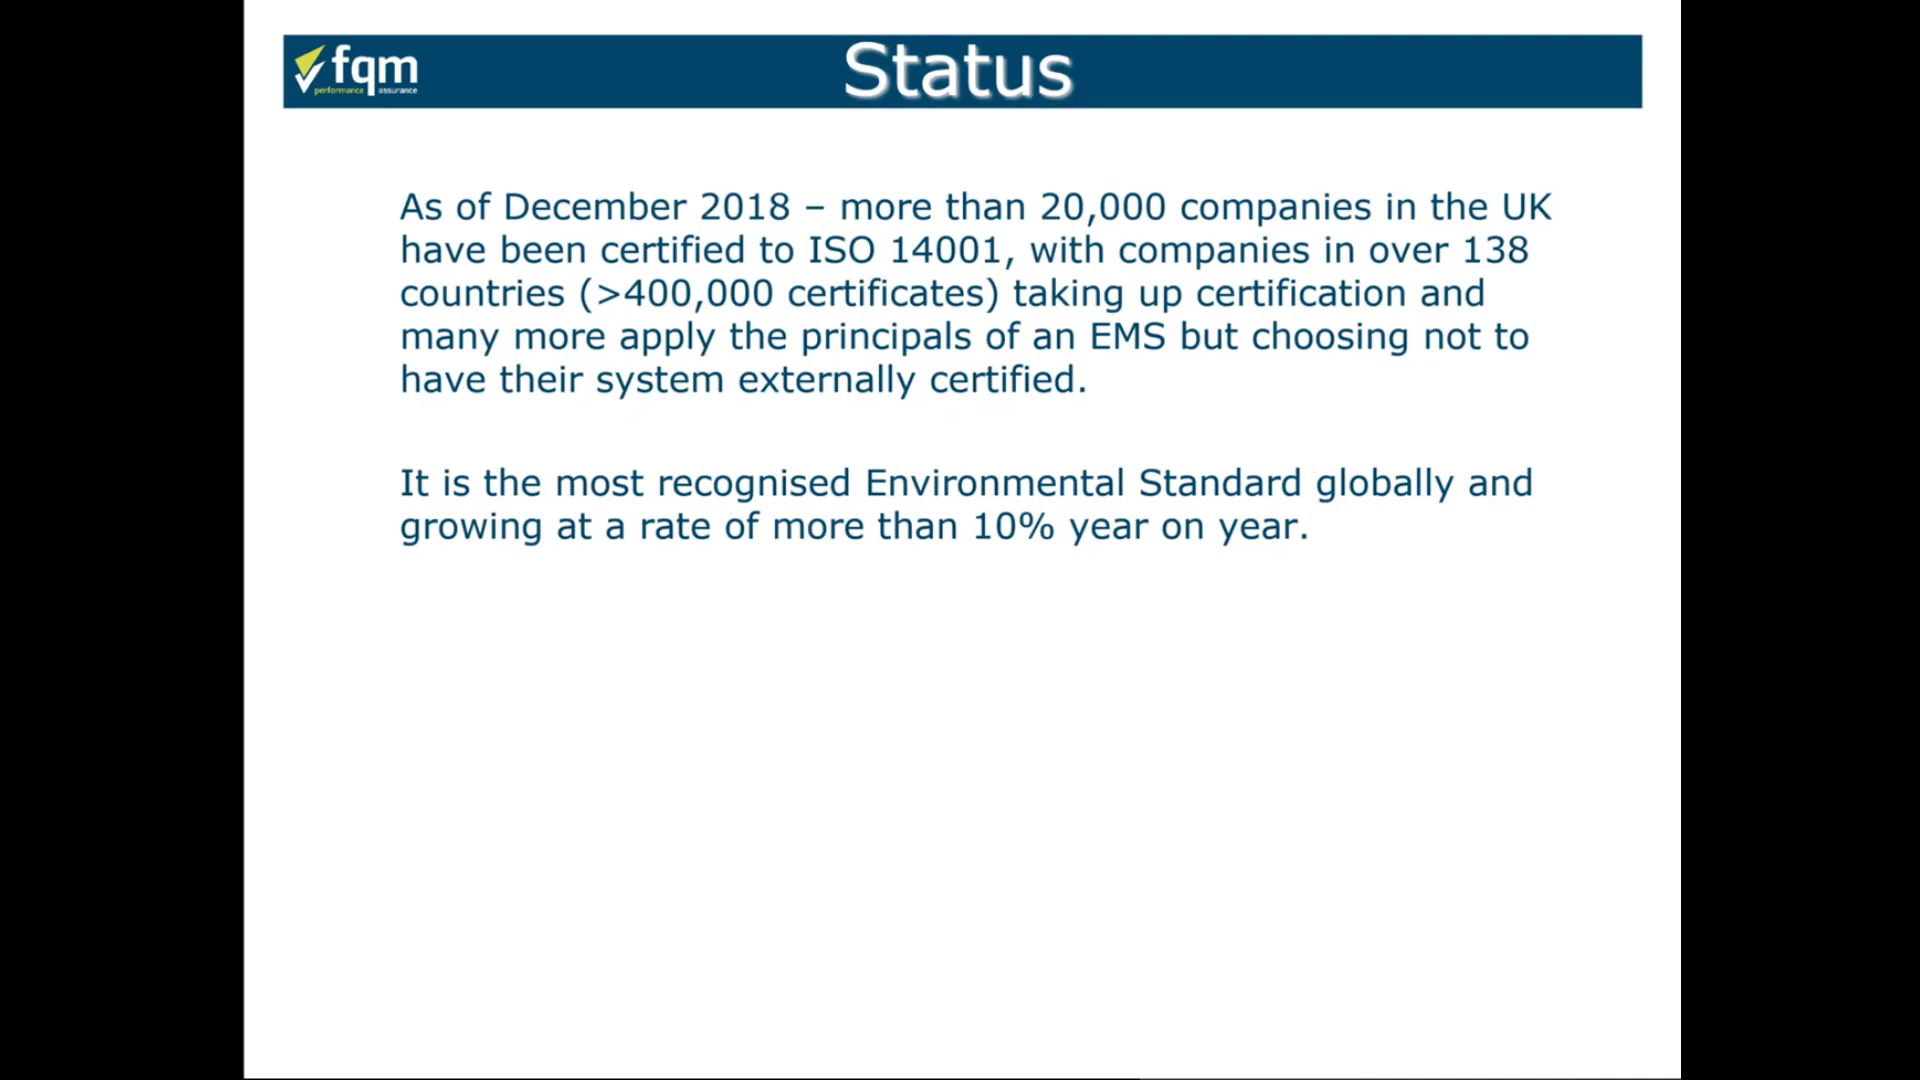 fqm
performance assurance
Status
As of December 2018 – more than 20,000 companies in the UK
have been certified to ISO 14001, with companies in over 138
countries (>400,000 certificates) taking up certification and
many more apply the principals of an EMS but choosing not to
have their system externally certified.
It is the most recognised Environmental Standard globally and
growing at a rate of more than 10% year on year.